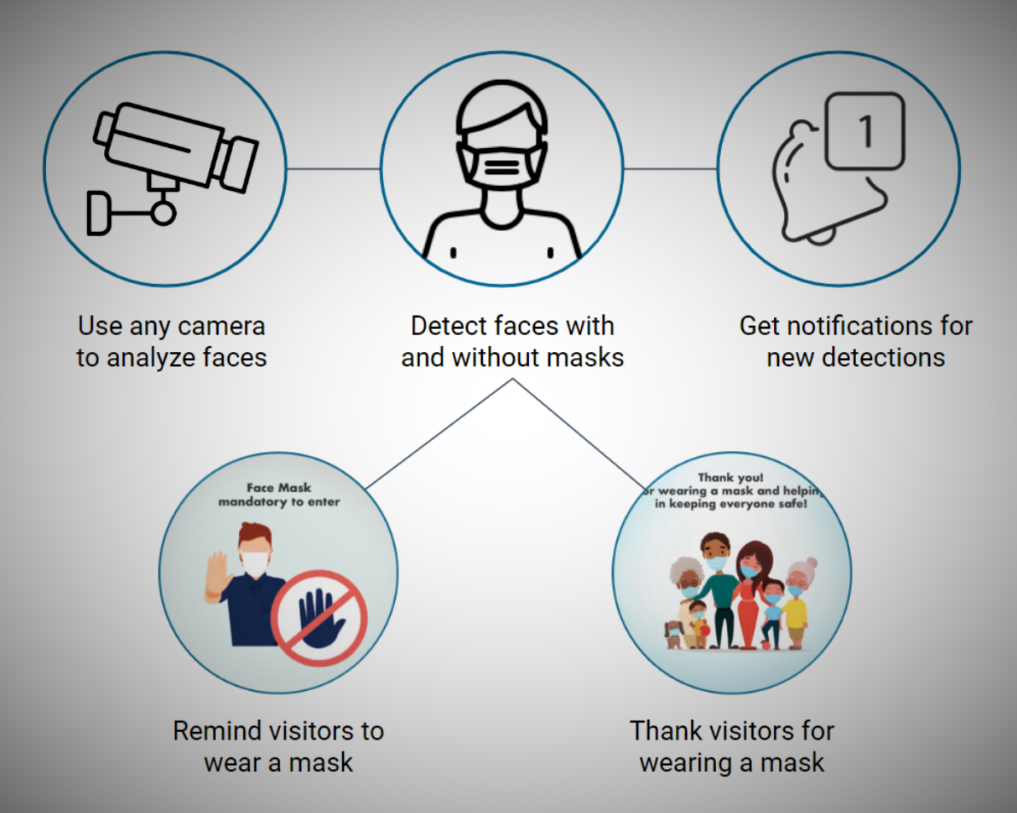 1
Use any camera
to analyze faces
Detect faces with
and without masks
Get notifications for
new detections
Face Mask
mandatory to enter
Thank you!
or wearing a mask and helpin
in keeping everyone safe!
Remind visitors to
wear a mask
Thank visitors for
wearing a mask